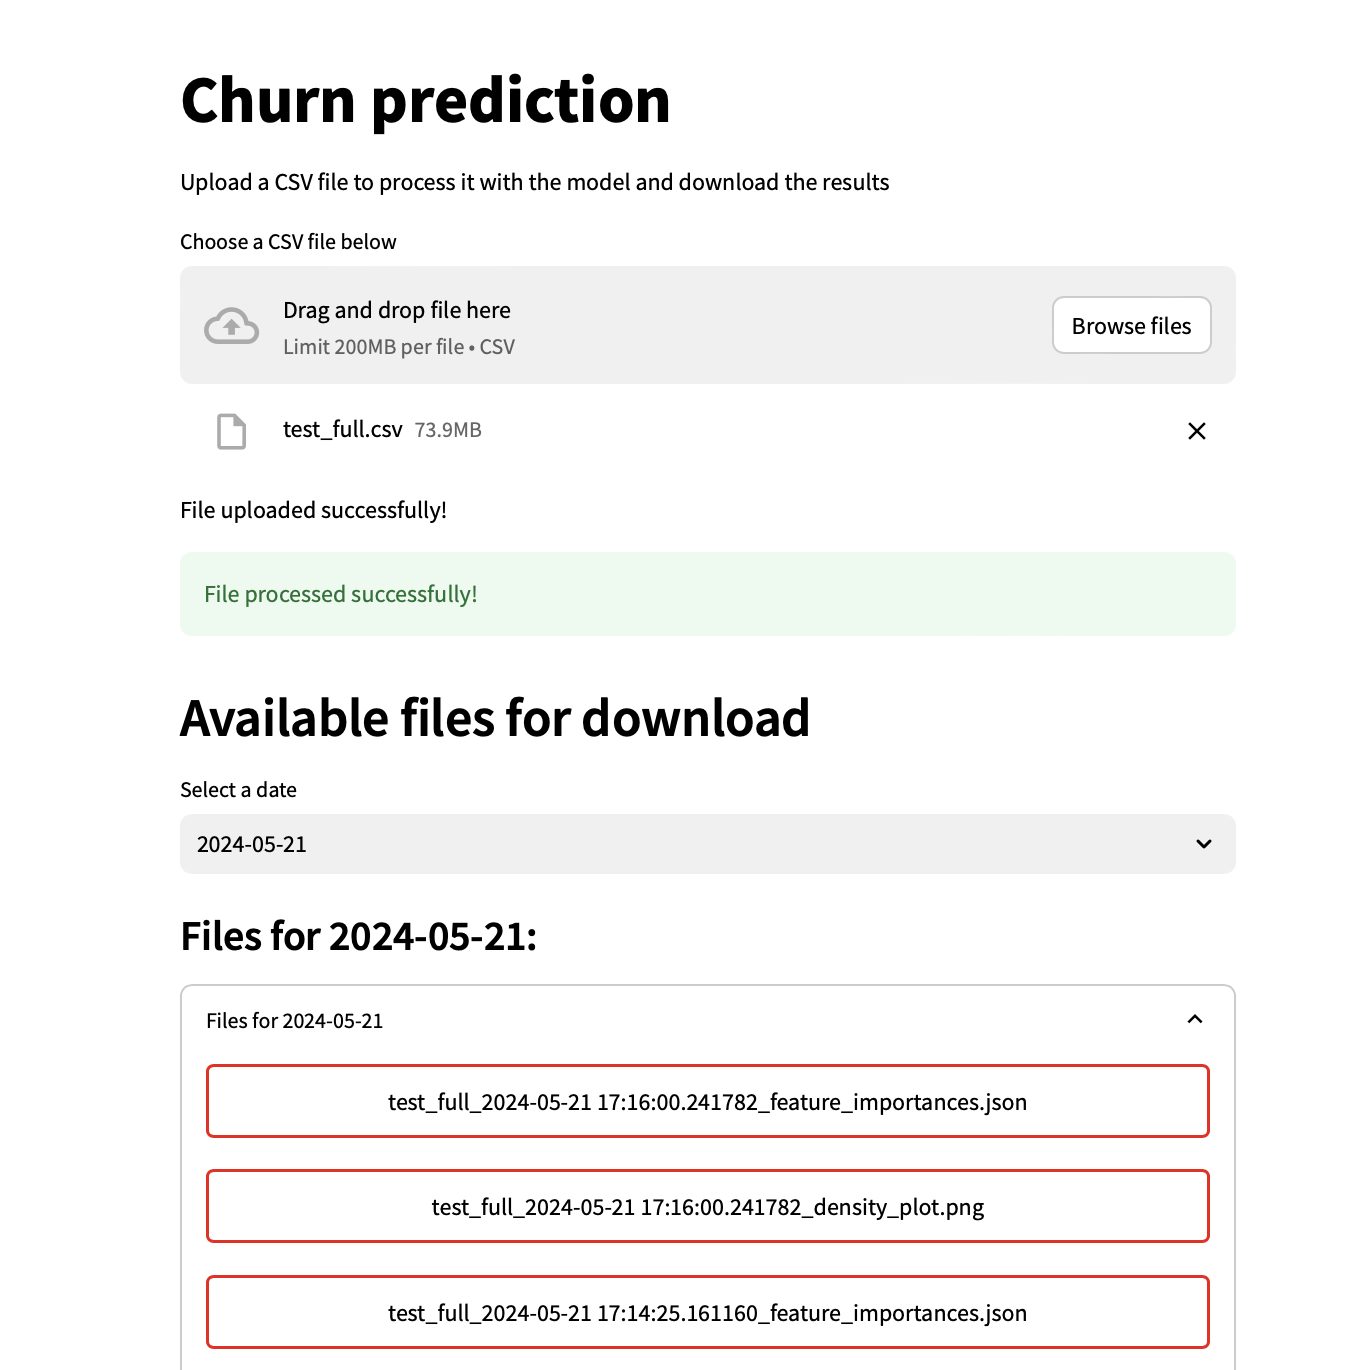 Churn prediction
Upload a CSV file to process it with the model and download the results
Choose a CSV file below
Drag and drop file here
Limit 200MB per file • CSV
Browse files
test_full.csv 73.9MB
File uploaded successfully!
File processed successfully!
Available files for download
Select a date
2024-05-21
Files for 2024-05-21:
Files for 2024-05-21
test_full_2024-05-21 17:16:00.241782_feature_importances.json
test_full_2024-05-21 17:16:00.241782_density_plot.png
test_full_2024-05-21 17:14:25.161160_feature_importances.json